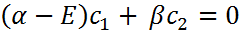 (α − E)c₁ + βc₂ = 0